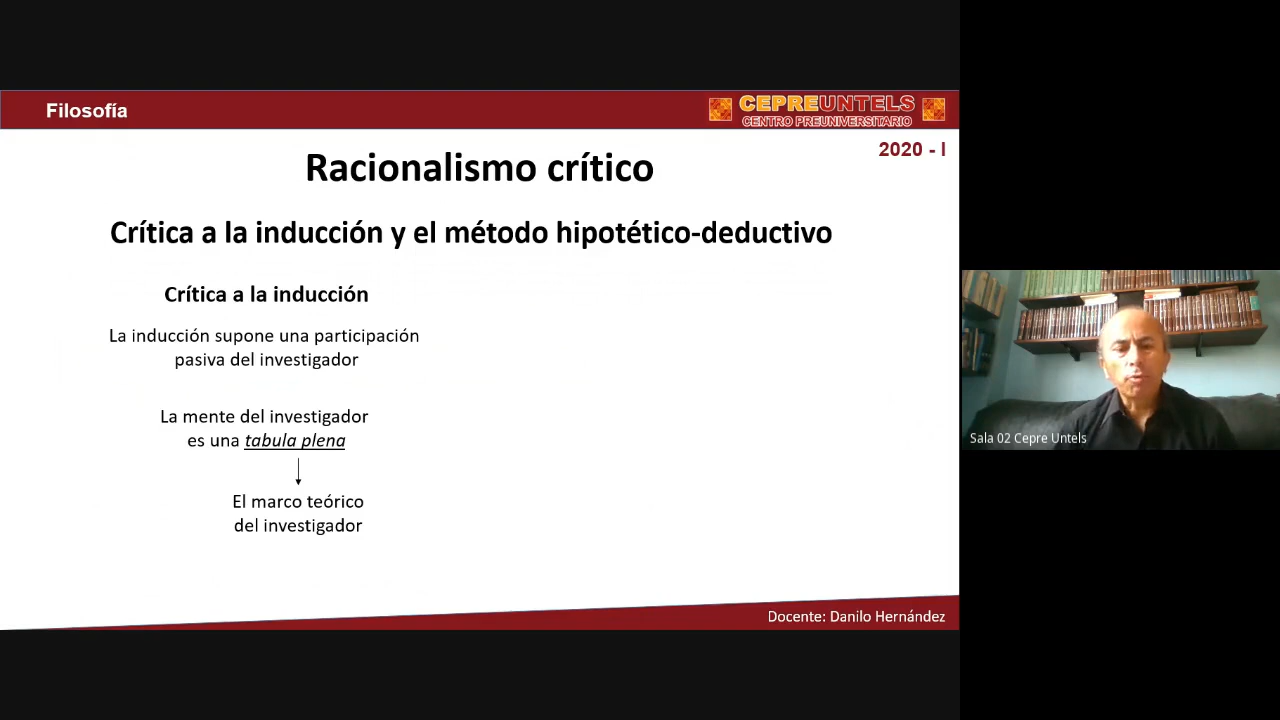 Filosofía
CEPREUNTELS
CENTRO PREUNIVERSITARIO
2020 - I
Racionalismo crítico
Crítica a la inducción y el método hipotético-deductivo
Crítica a la inducción
La inducción supone una participación
pasiva del investigador
La mente del investigador
es una tabula plena
El marco teórico
del investigador
Docente: Danilo Hernández
Sala 02 Cepre Untels